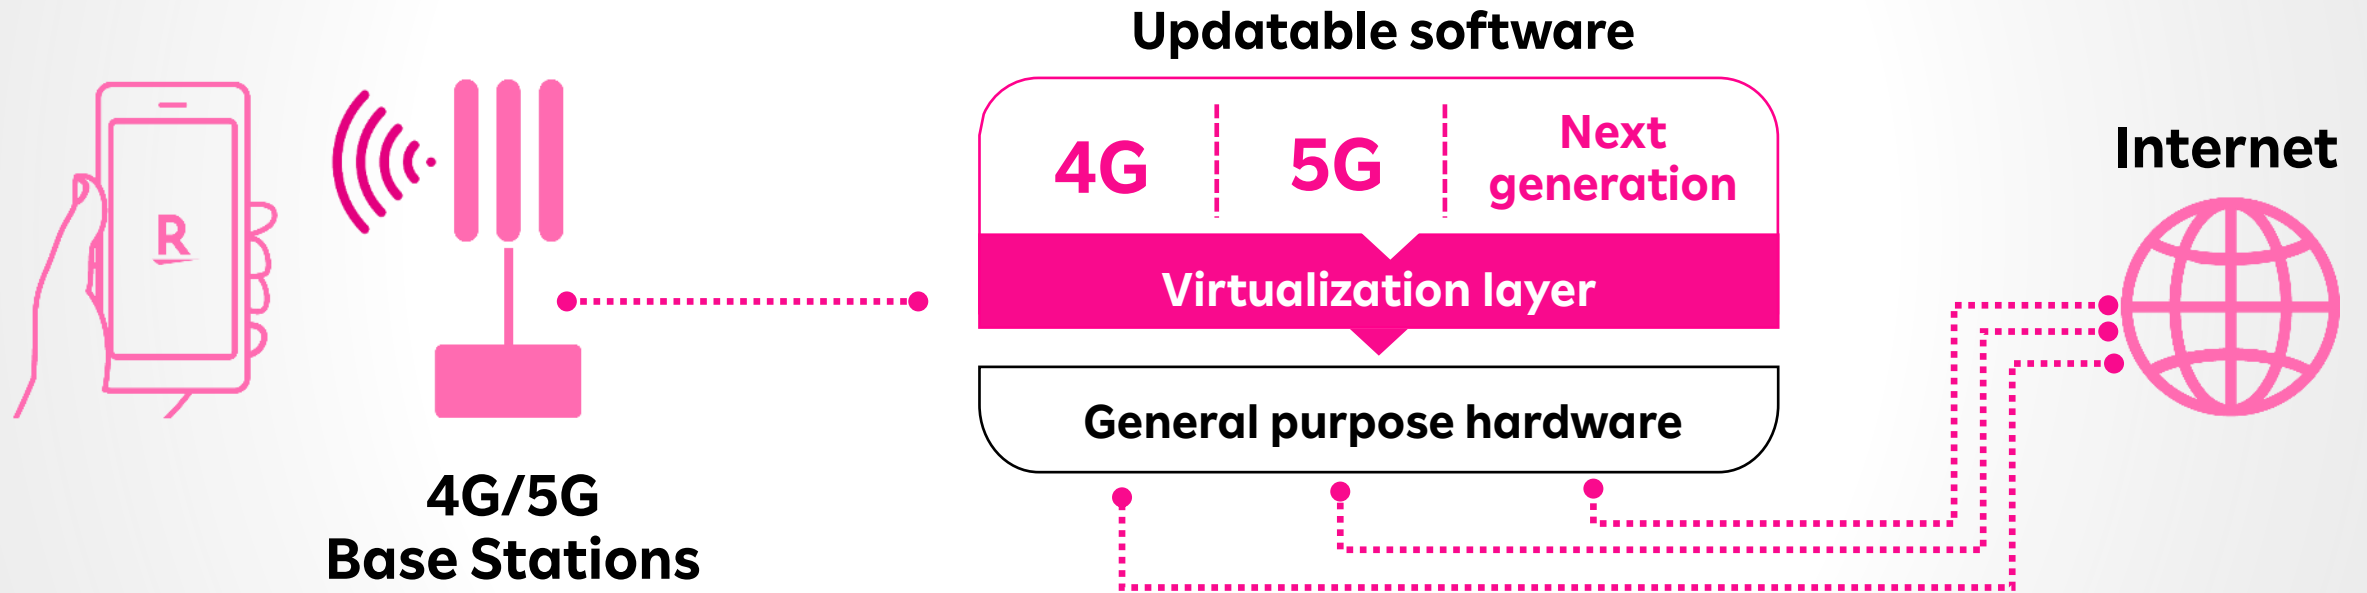 Updatable software
4G
5G
Next
generation
Internet
R
Virtualization layer
General purpose hardware
4G/5G
Base Stations